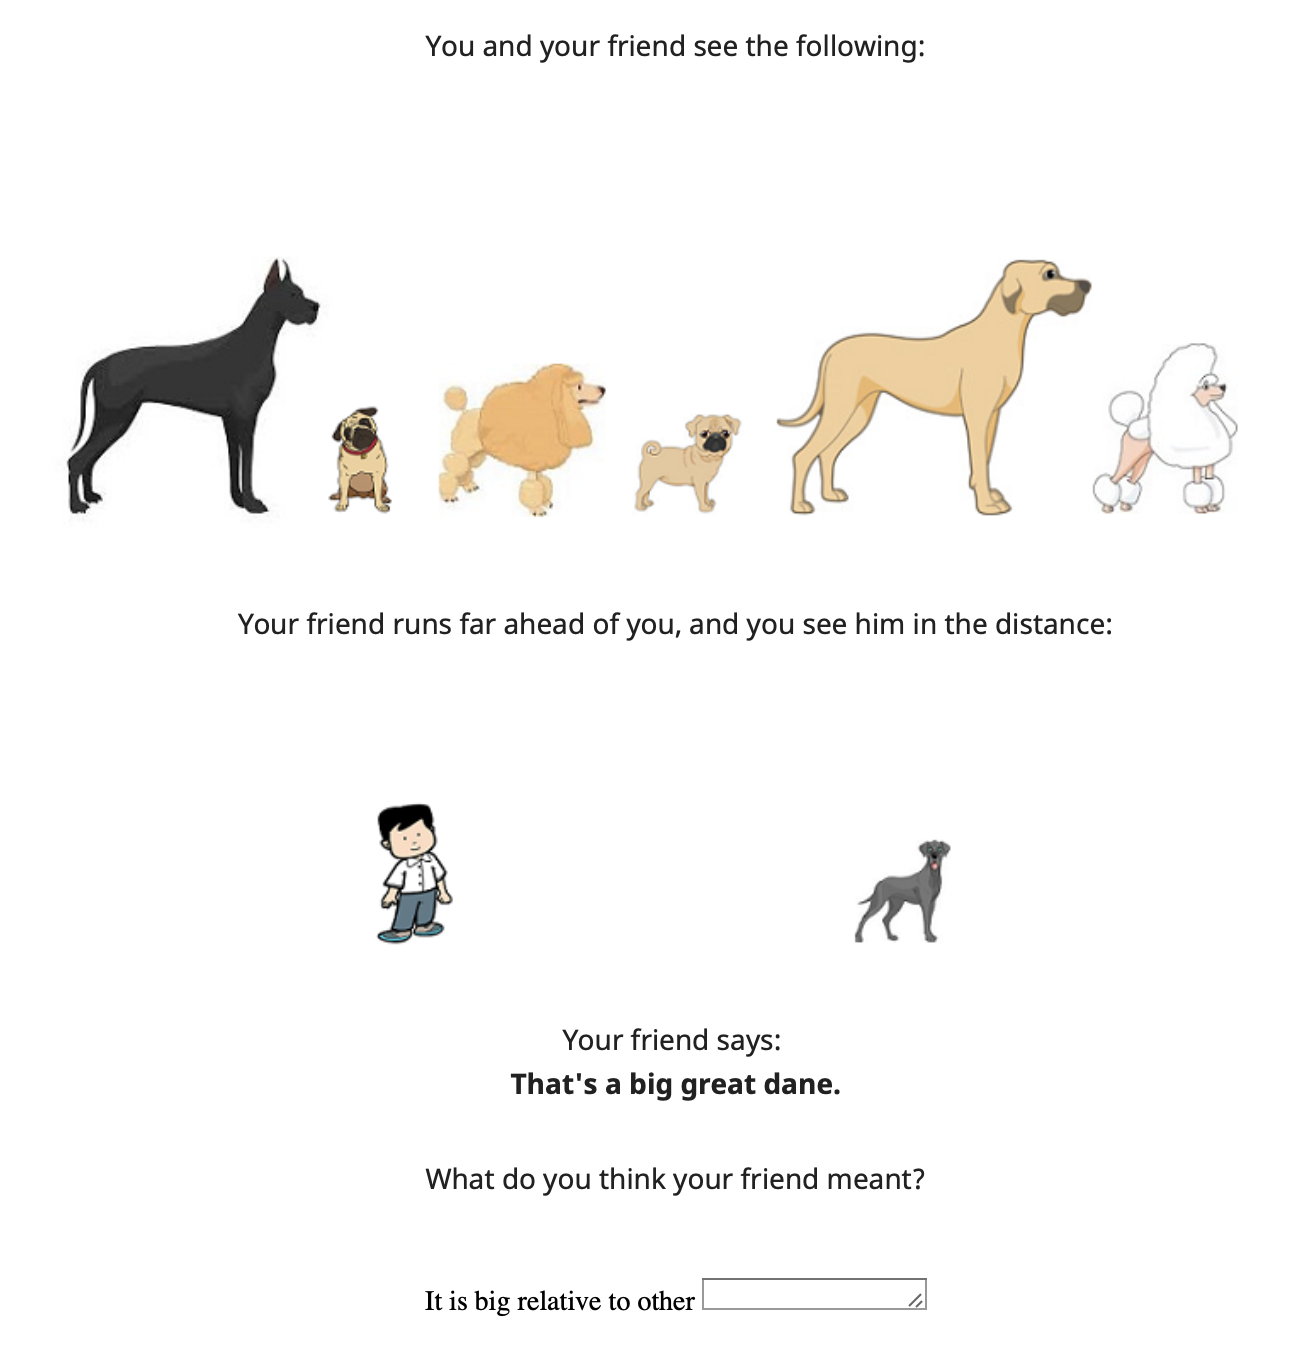 You and your friend see the following:
Your friend runs far ahead of you, and you see him in the distance:
Your friend says:
That's a big great dane.
What do you think your friend meant?
It is big relative to other